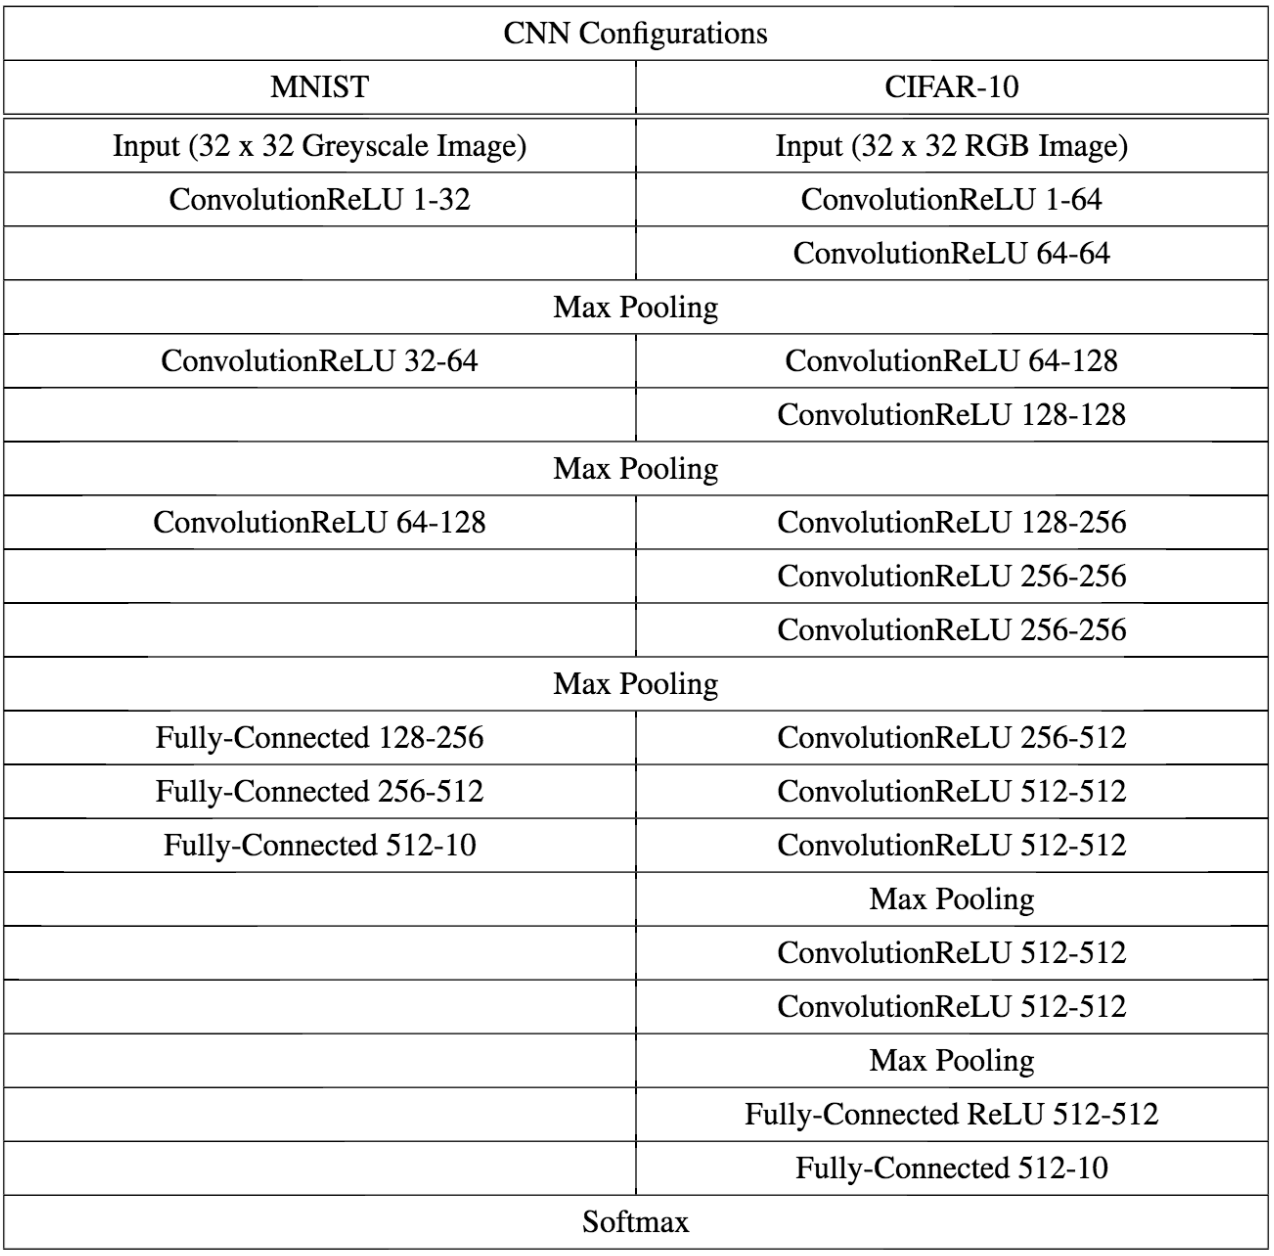 CNN Configurations
MNIST CIFAR-10
Input (32 x 32 Greyscale Image) Input (32 x 32 RGB Image)
ConvolutionReLU 1-32 ConvolutionReLU 1-64
ConvolutionReLU 64-64
Max Pooling
ConvolutionReLU 32-64 ConvolutionReLU 64-128
ConvolutionReLU 128-128
Max Pooling
ConvolutionReLU 64-128 ConvolutionReLU 128-256
ConvolutionReLU 256-256
ConvolutionReLU 256-256
Max Pooling
Fully-Connected 128-256 ConvolutionReLU 256-512
Fully-Connected 256-512 ConvolutionReLU 512-512
Fully-Connected 512-10 ConvolutionReLU 512-512
Max Pooling
ConvolutionReLU 512-512
ConvolutionReLU 512-512
Max Pooling
Fully-Connected ReLU 512-512
Fully-Connected 512-10
Softmax